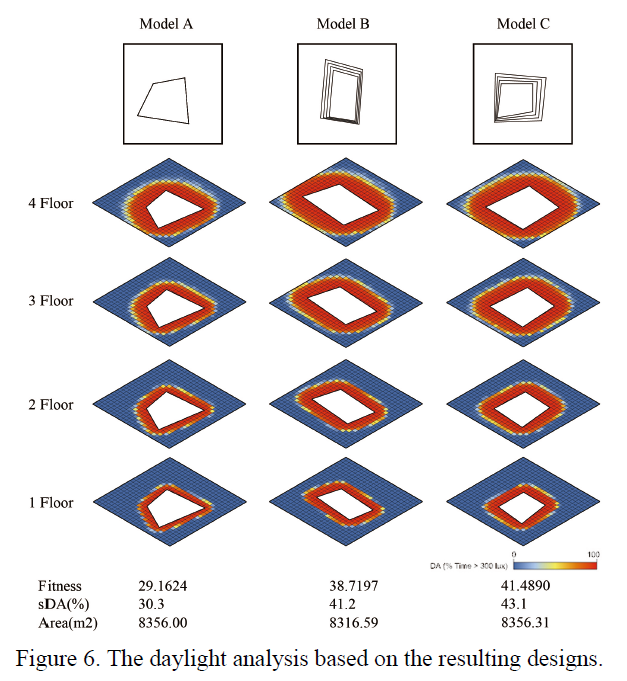 Model A Model B Model C
4 Floor
3 Floor
2 Floor
1 Floor
DA (% Time > 300 lux) 0 100
Fitness 29.1624 38.7197 41.4890
sDA(%) 30.3 41.2 43.1
Area(m2) 8356.00 8316.59 8356.31
Figure 6. The daylight analysis based on the resulting designs.